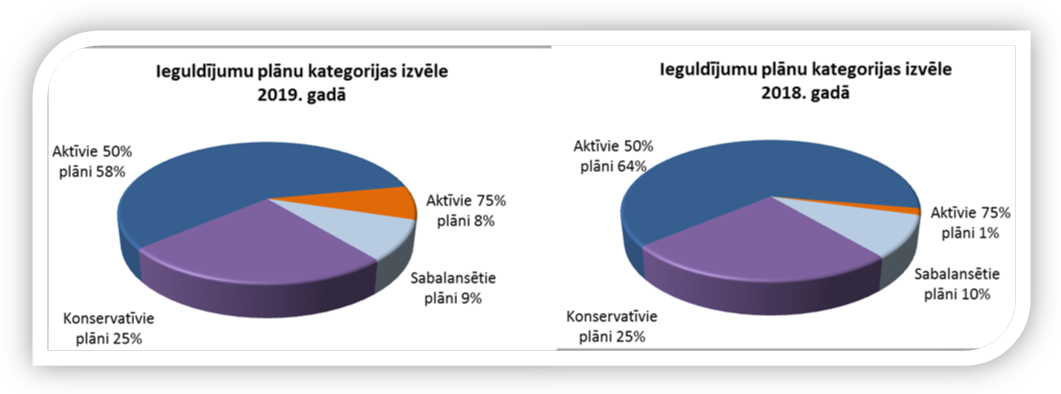 Ieguldījumu plānu kategorijas izvēle
2019. gadā
Aktīvie 50%
plāni 58%
Aktīvie 75%
plāni 8%
Sabalansētie
plāni 9%
Konservatīvie
plāni 25%
Ieguldījumu plānu kategorijas izvēle
2018. gadā
Aktīvie 50%
plāni 64%
Aktīvie 75%
plāni 1%
Sabalansētie
plāni 10%
Konservatīvie
plāni 25%